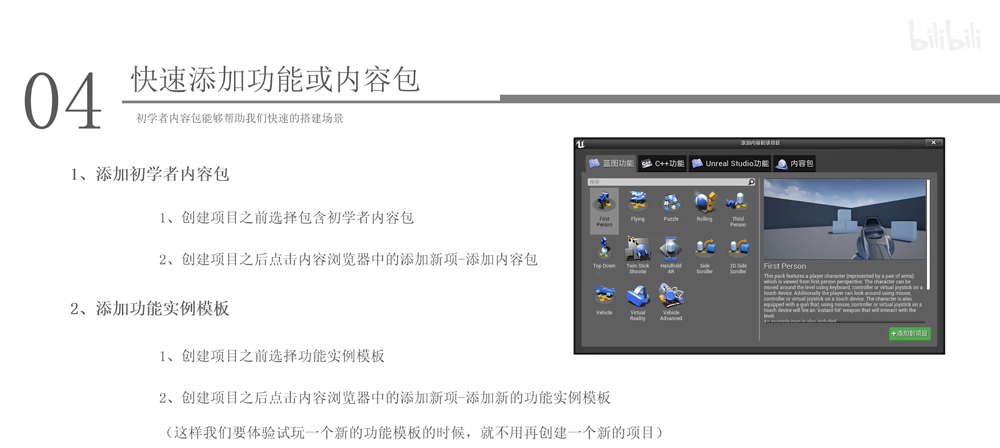 bilibili
04
快速添加功能或内容包
初学者内容包能够帮助我们快速的搭建场景
1、添加初学者内容包
1、创建项目之前选择包含初学者内容包
2、创建项目之后点击内容浏览器中的添加新项-添加内容包
2、添加功能实例模板
1、创建项目之前选择功能实例模板
2、创建项目之后点击内容浏览器中的添加新项-添加新的功能实例模板
（这样我们要体验试玩一个新的功能模板的时候，就不用再创建一个新的项目）
添加内容到该项目
蓝图功能
C++功能
Unreal Studio功能
内容包
搜索
First
Person
Flying
Puzzle
Rolling
Third
Person
Top Down
Twin Stick
Shooter
Handheld
AR
Side
Scroller
2D Side
Scroller
Vehicle
Virtual
Reality
Vehicle
Advanced
First Person
This pack features a player character (represented by a pair of arms)
which is viewed from first person perspective. The character can be
moved around the level using keyboard, controller or virtual joystick on a
touch device. Additionally the player can look around using mouse,
controller or virtual joystick on a touch device. The character is also
equipped with a gun that, using mouse, controller or virtual joystick on a
touch device will fire an 'instant hit' weapon that will interact with the
level.
An example map is also included
+添加到项目